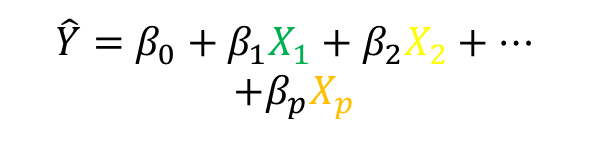 Ŷ = β₀ + β₁X₁ + β₂X₂ + ⋯
+βₚXₚ